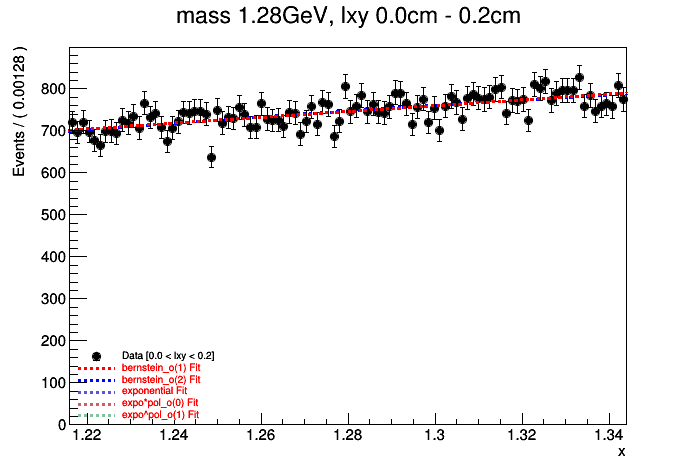 mass 1.28GeV, lxy 0.0cm - 0.2cm
Events / ( 0.00128 )
800
700
600
500
400
300
200
100
0
Data [0.0 < lxy < 0.2]
bernstein_o(1) Fit
bernstein_o(2) Fit
exponential Fit
expo*pol_o(0) Fit
expo^pol_o(1) Fit
1.22 1.24 1.26 1.28 1.3 1.32 1.34
x